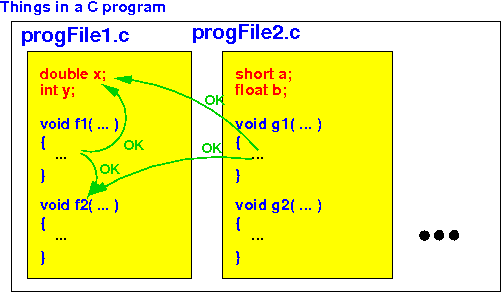 Things in a C program
progFile1.c
double x;
int y;
void f1( ... )
{
...
}
void f2( ... )
{
...
}
progFile2.c
short a;
float b;
void g1( ... )
{
...
}
void g2( ... )
{
...
}
OK
OK
OK
OK